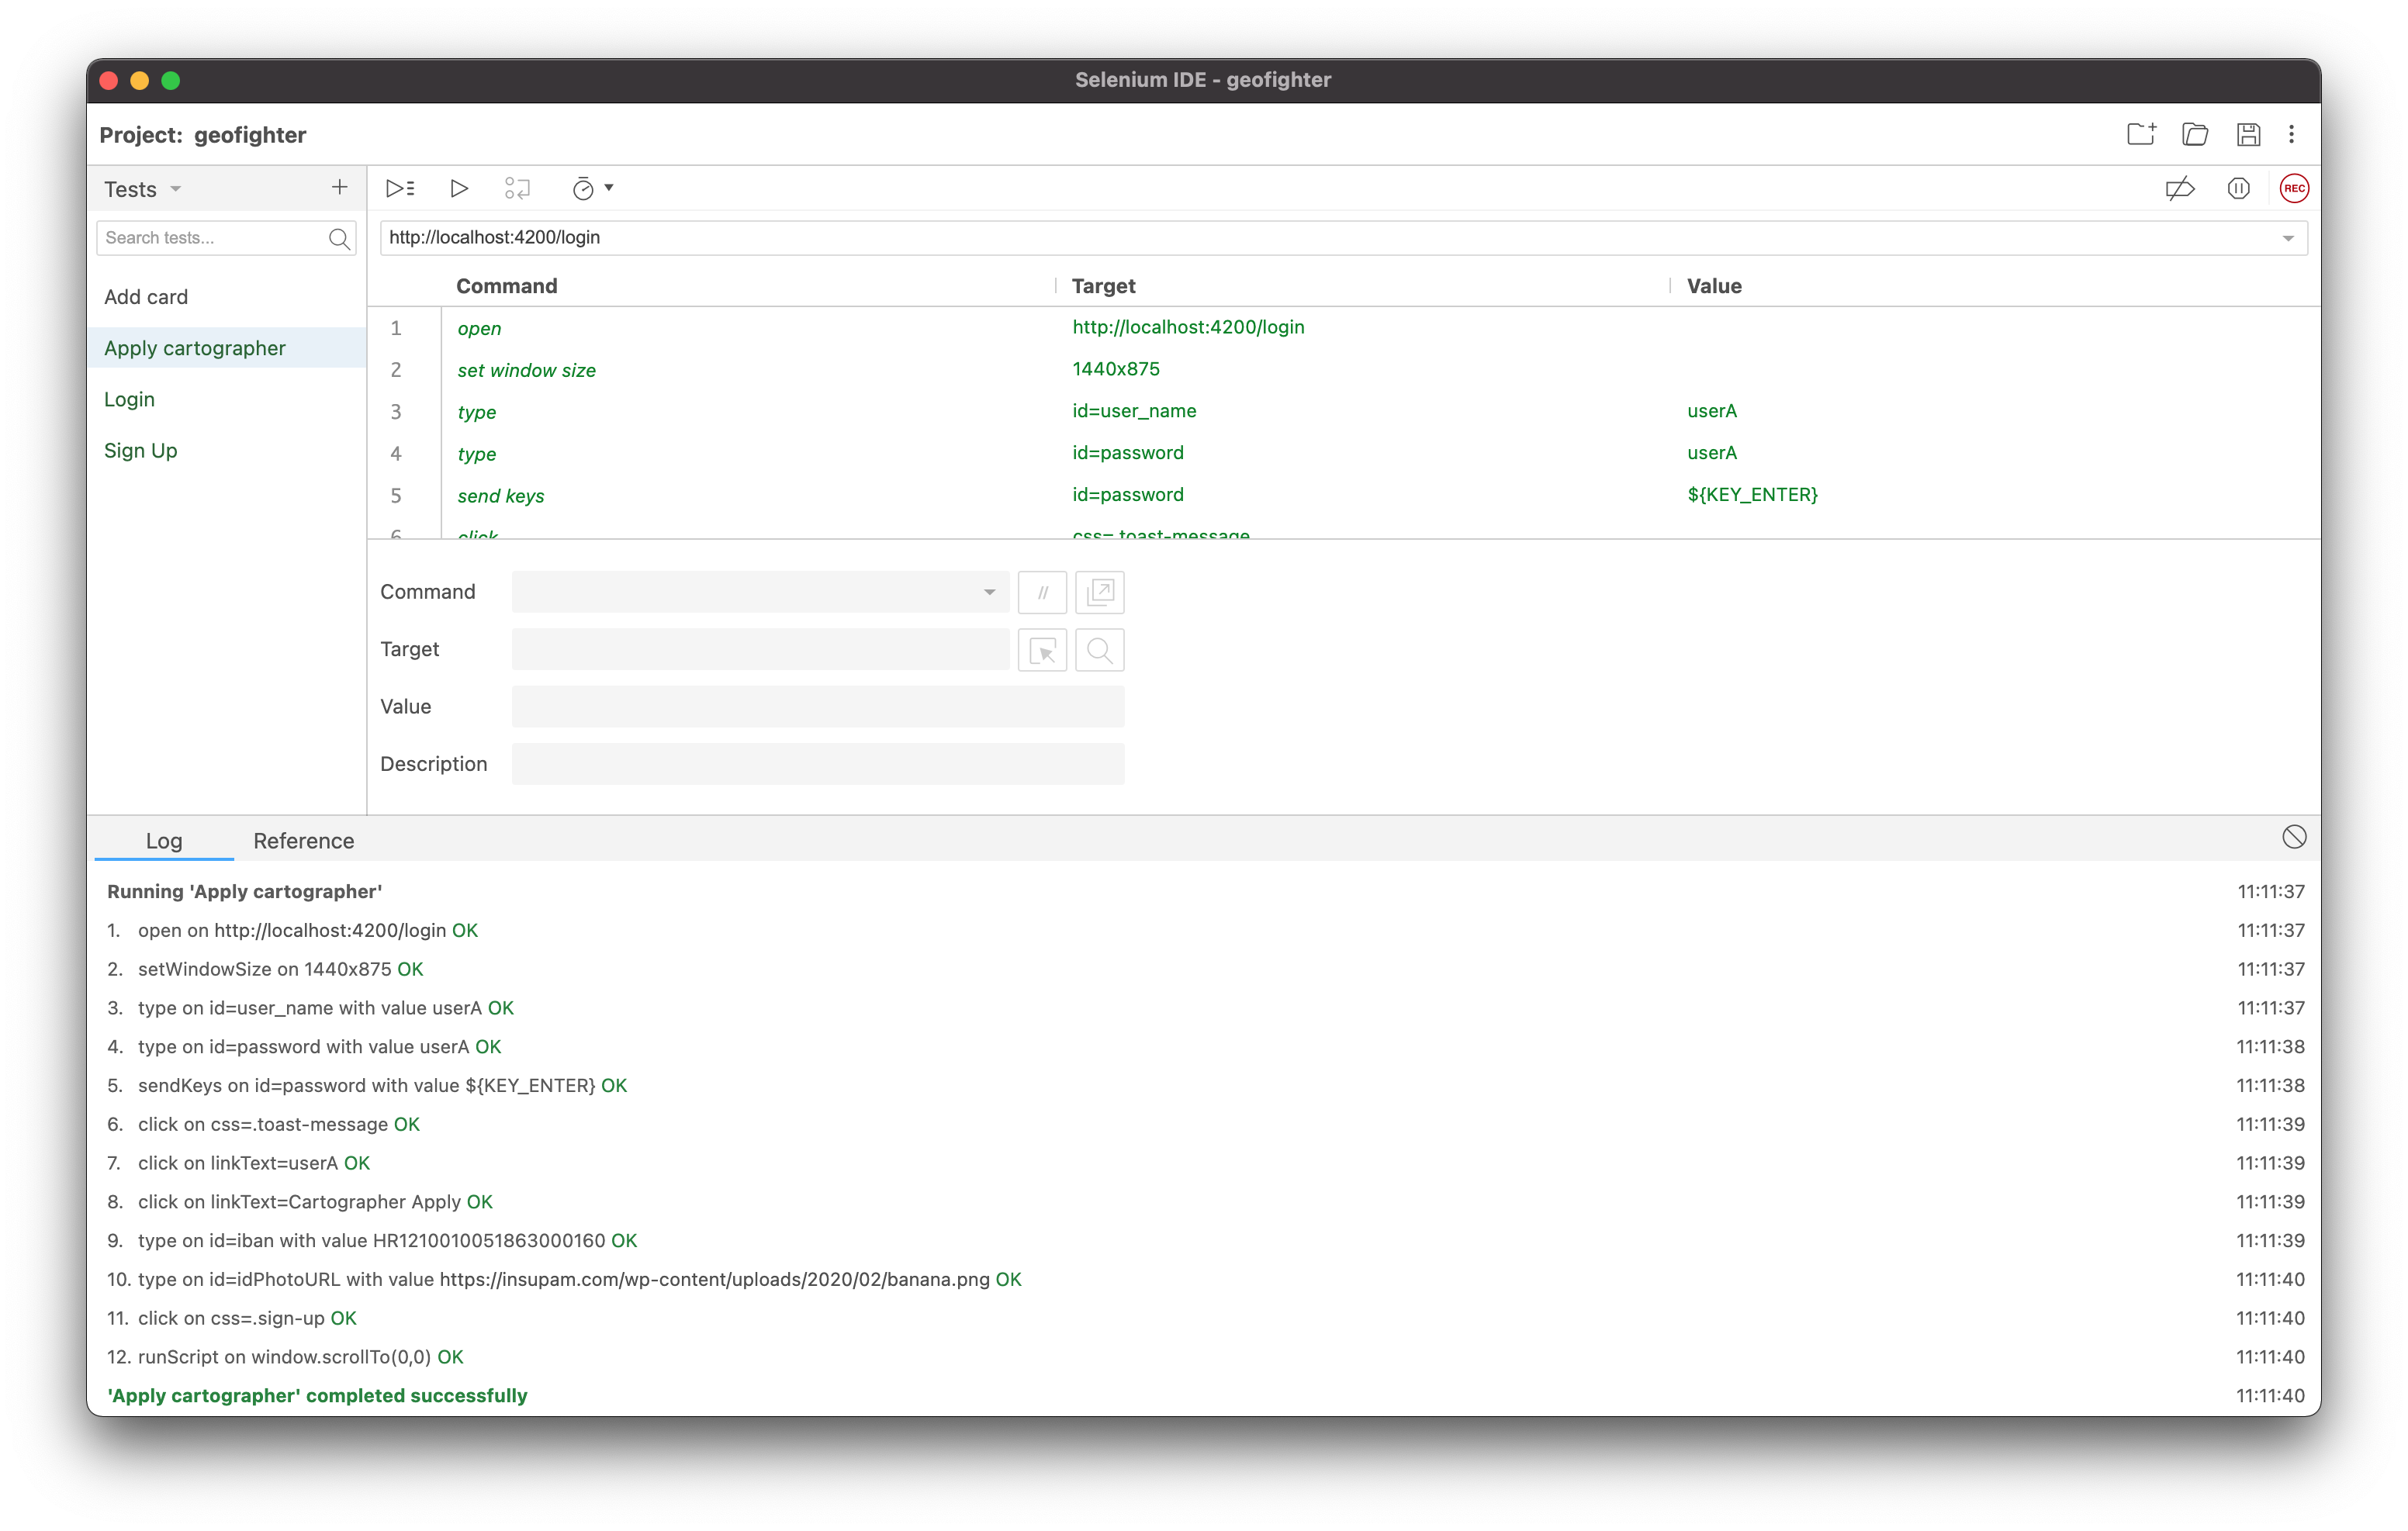 Selenium IDE - geofighter
Project: geofighter
Tests
Search tests...
Add card
Apply cartographer
Login
Sign Up
REC
http://localhost:4200/login
Command Target Value
1 open http://localhost:4200/login
2 set window size 1440x875
3 type id=user_name userA
4 type id=password userA
5 send keys id=password ${KEY_ENTER}
6 click css=.toast-message
Command //
Target
Value
Description
Log Reference
Running 'Apply cartographer' 11:11:37
1. open on http://localhost:4200/login OK 11:11:37
2. setWindowSize on 1440x875 OK 11:11:37
3. type on id=user_name with value userA OK 11:11:37
4. type on id=password with value userA OK 11:11:38
5. sendKeys on id=password with value ${KEY_ENTER} OK 11:11:38
6. click on css=.toast-message OK 11:11:39
7. click on linkText=userA OK 11:11:39
8. click on linkText=Cartographer Apply OK 11:11:39
9. type on id=iban with value HR1210010051863000160 OK 11:11:39
10. type on id=idPhotoURL with value https://insupam.com/wp-content/uploads/2020/02/banana.png OK 11:11:40
11. click on css=.sign-up OK 11:11:40
12. runScript on window.scrollTo(0,0) OK 11:11:40
'Apply cartographer' completed successfully 11:11:40